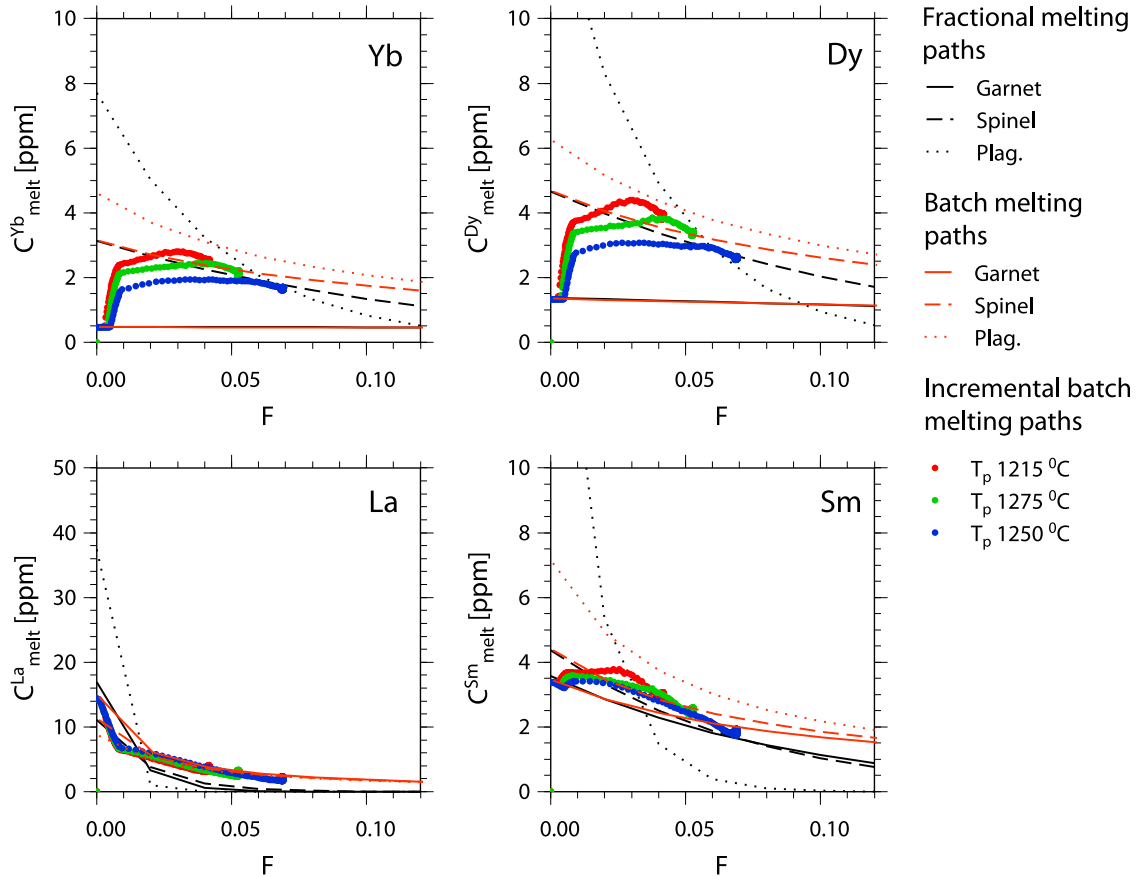 10
8
6
4
2
0
C^Yb_melt [ppm]
Yb
0.00 0.05 0.10
F
10
8
6
4
2
0
C^Dy_melt [ppm]
Dy
0.00 0.05 0.10
F
50
40
30
20
10
0
C^La_melt [ppm]
La
0.00 0.05 0.10
F
10
8
6
4
2
0
C^Sm_melt [ppm]
Sm
0.00 0.05 0.10
F
Fractional melting
paths
Garnet
Spinel
Plag.
Batch melting
paths
Garnet
Spinel
Plag.
Incremental batch
melting paths
T_p 1215 ⁰C
T_p 1275 ⁰C
T_p 1250 ⁰C